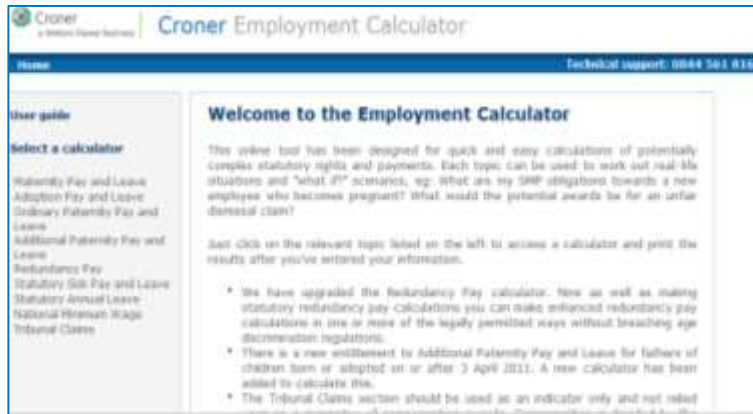 Croner
a Wolters Kluwer business
Croner Employment Calculator
Home
Technical support: 0844 561 816
User guide
Select a calculator
Maternity Pay and Leave
Adoption Pay and Leave
Ordinary Paternity Pay and
Leave
Additional Paternity Pay and
Leave
Redundancy Pay
Statutory Sick Pay and Leave
Statutory Annual Leave
National Minimum Wage
Tribunal Claims
Welcome to the Employment Calculator
This online tool has been designed for quick and easy calculations of potentially
complex statutory rights and payments. Each topic can be used to work out real-life
situations and "what if?" scenarios, eg: What are my SMP obligations towards a new
employee who becomes pregnant? What would the potential awards be for an unfair
dismissal claim?
Just click on the relevant topic listed on the left to access a calculator and print the
results after you've entered your information.
• We have upgraded the Redundancy Pay calculator. Now as well as making
statutory redundancy pay calculations you can make enhanced redundancy pay
calculations in one or more of the legally permitted ways without breaching age
discrimination regulations.
• There is a new entitlement to Additional Paternity Pay and Leave for fathers of
children born or adopted on or after 3 April 2011. A new calculator has been
added to calculate this.
• The Tribunal Claims section should be used as an indicator only and not relied